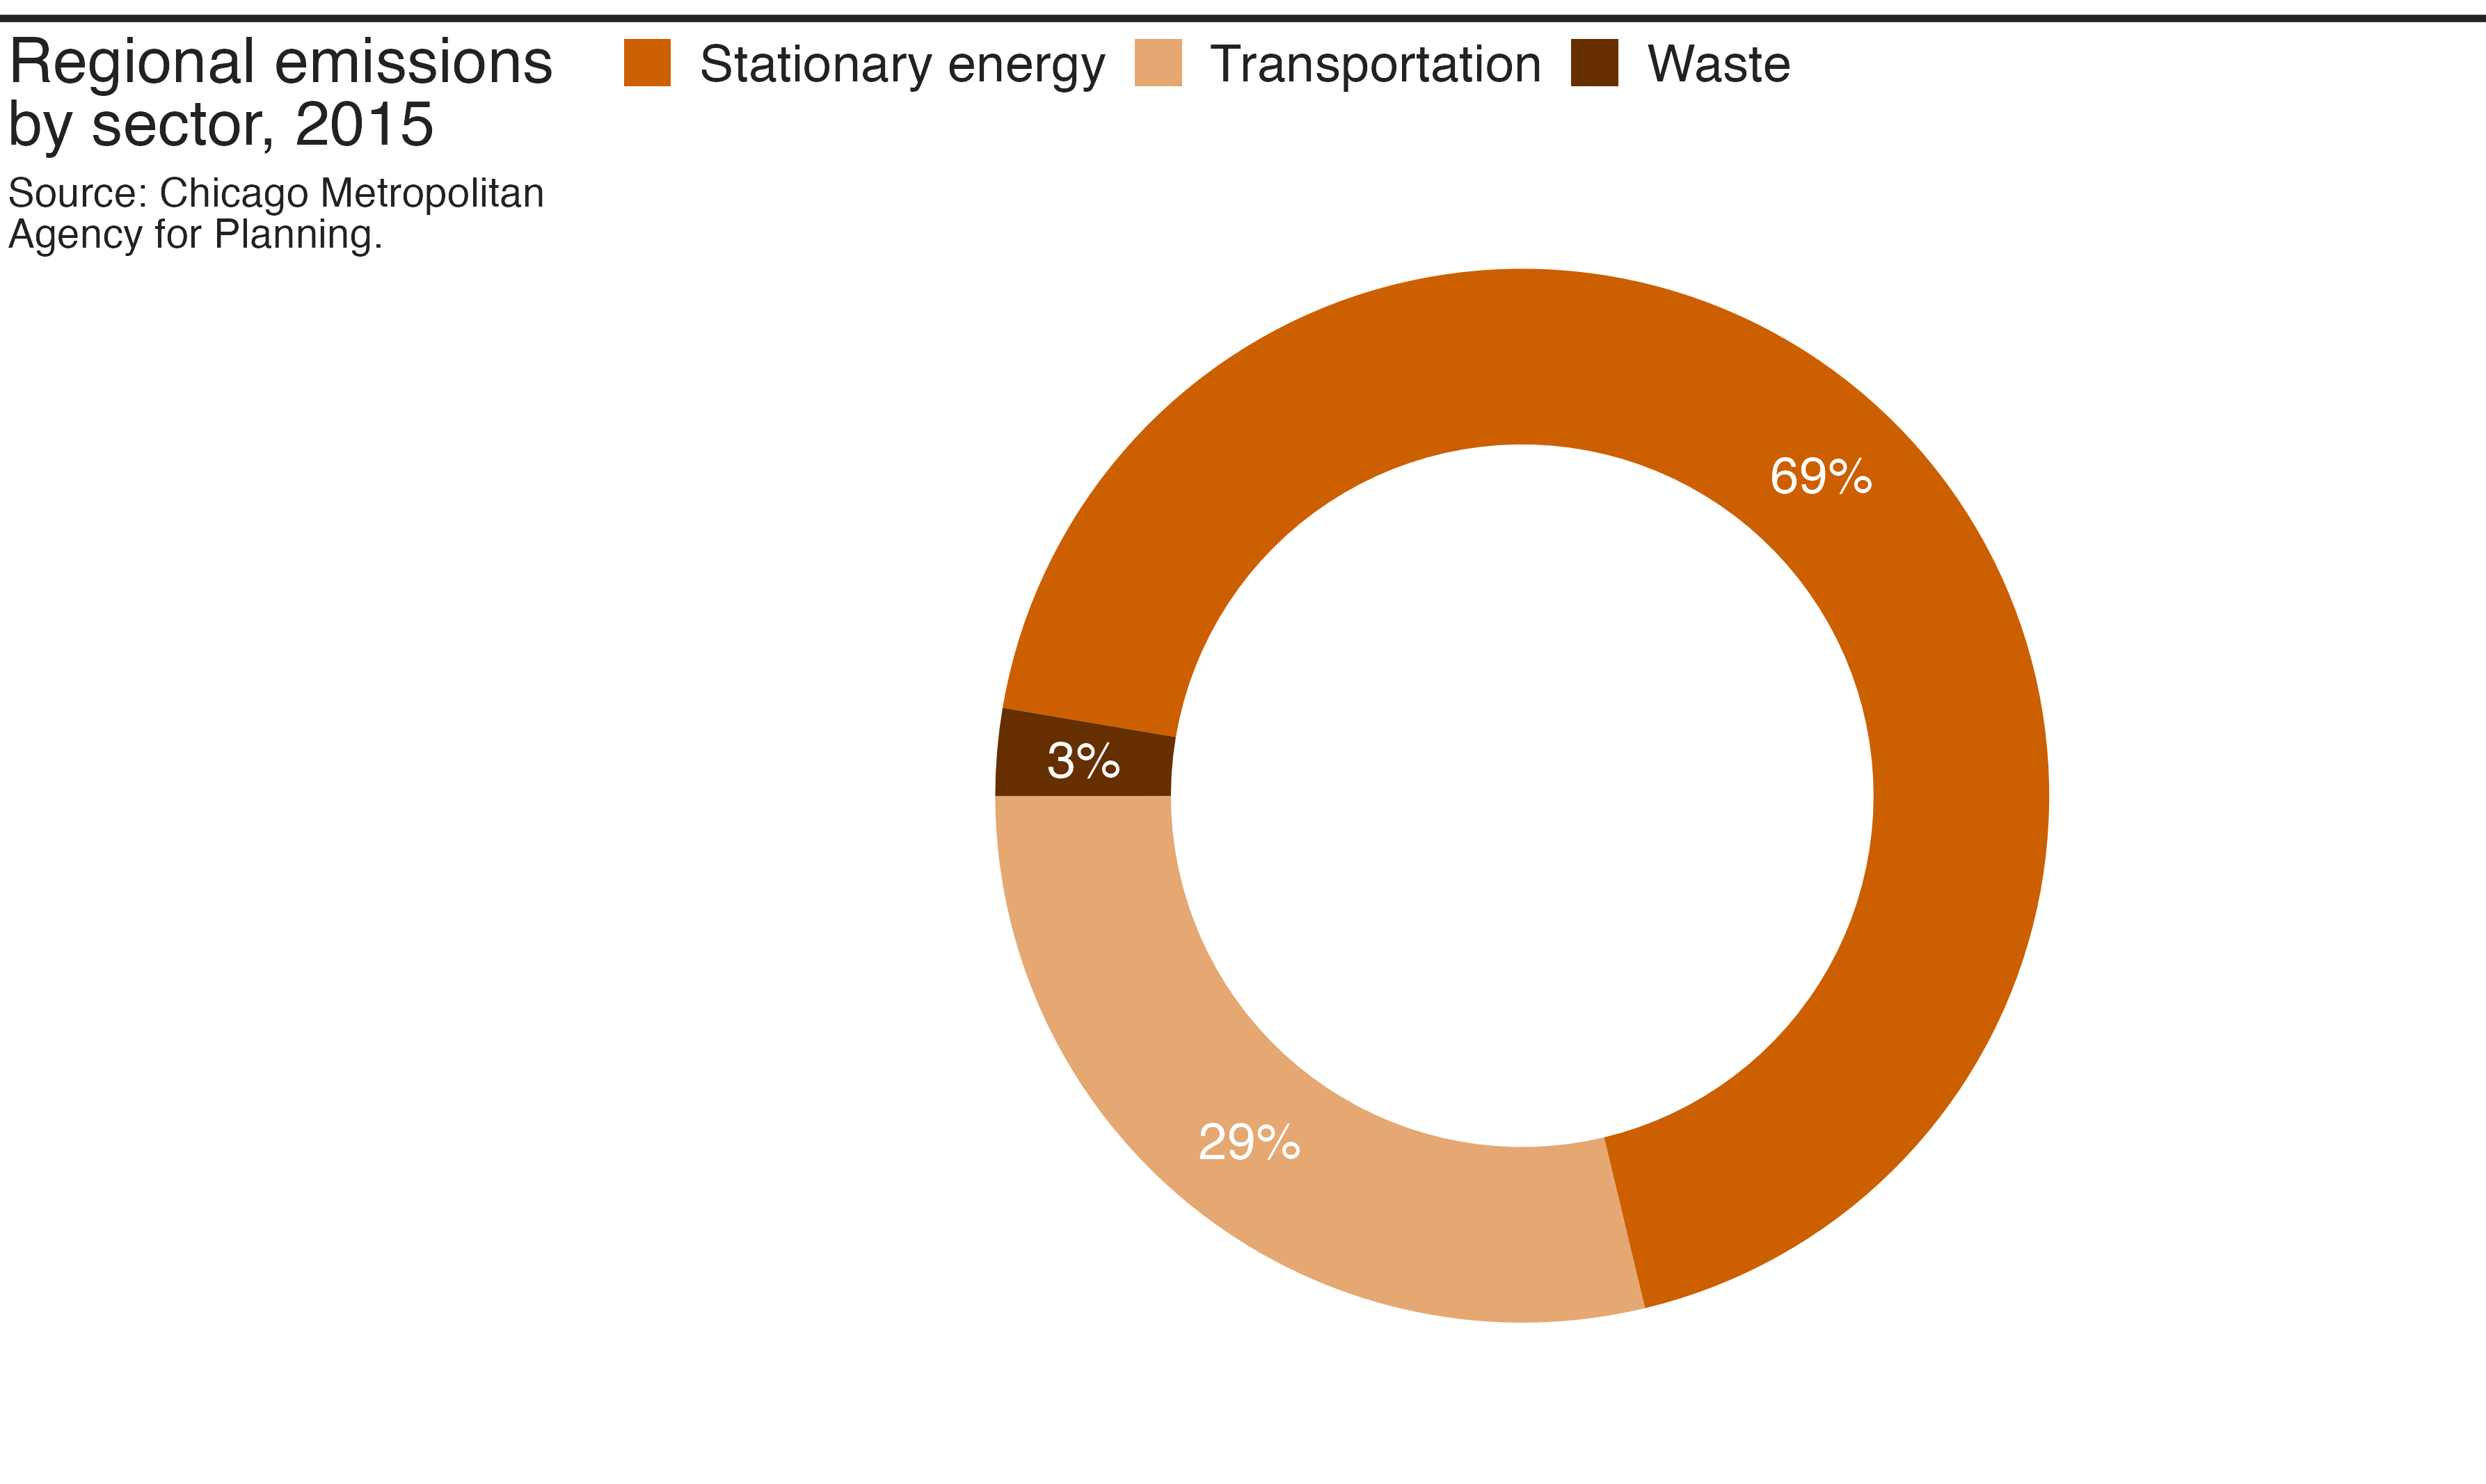 Regional emissions
by sector, 2015
Source: Chicago Metropolitan
Agency for Planning.
Stationary energy Transportation Waste
69%
3%
29%